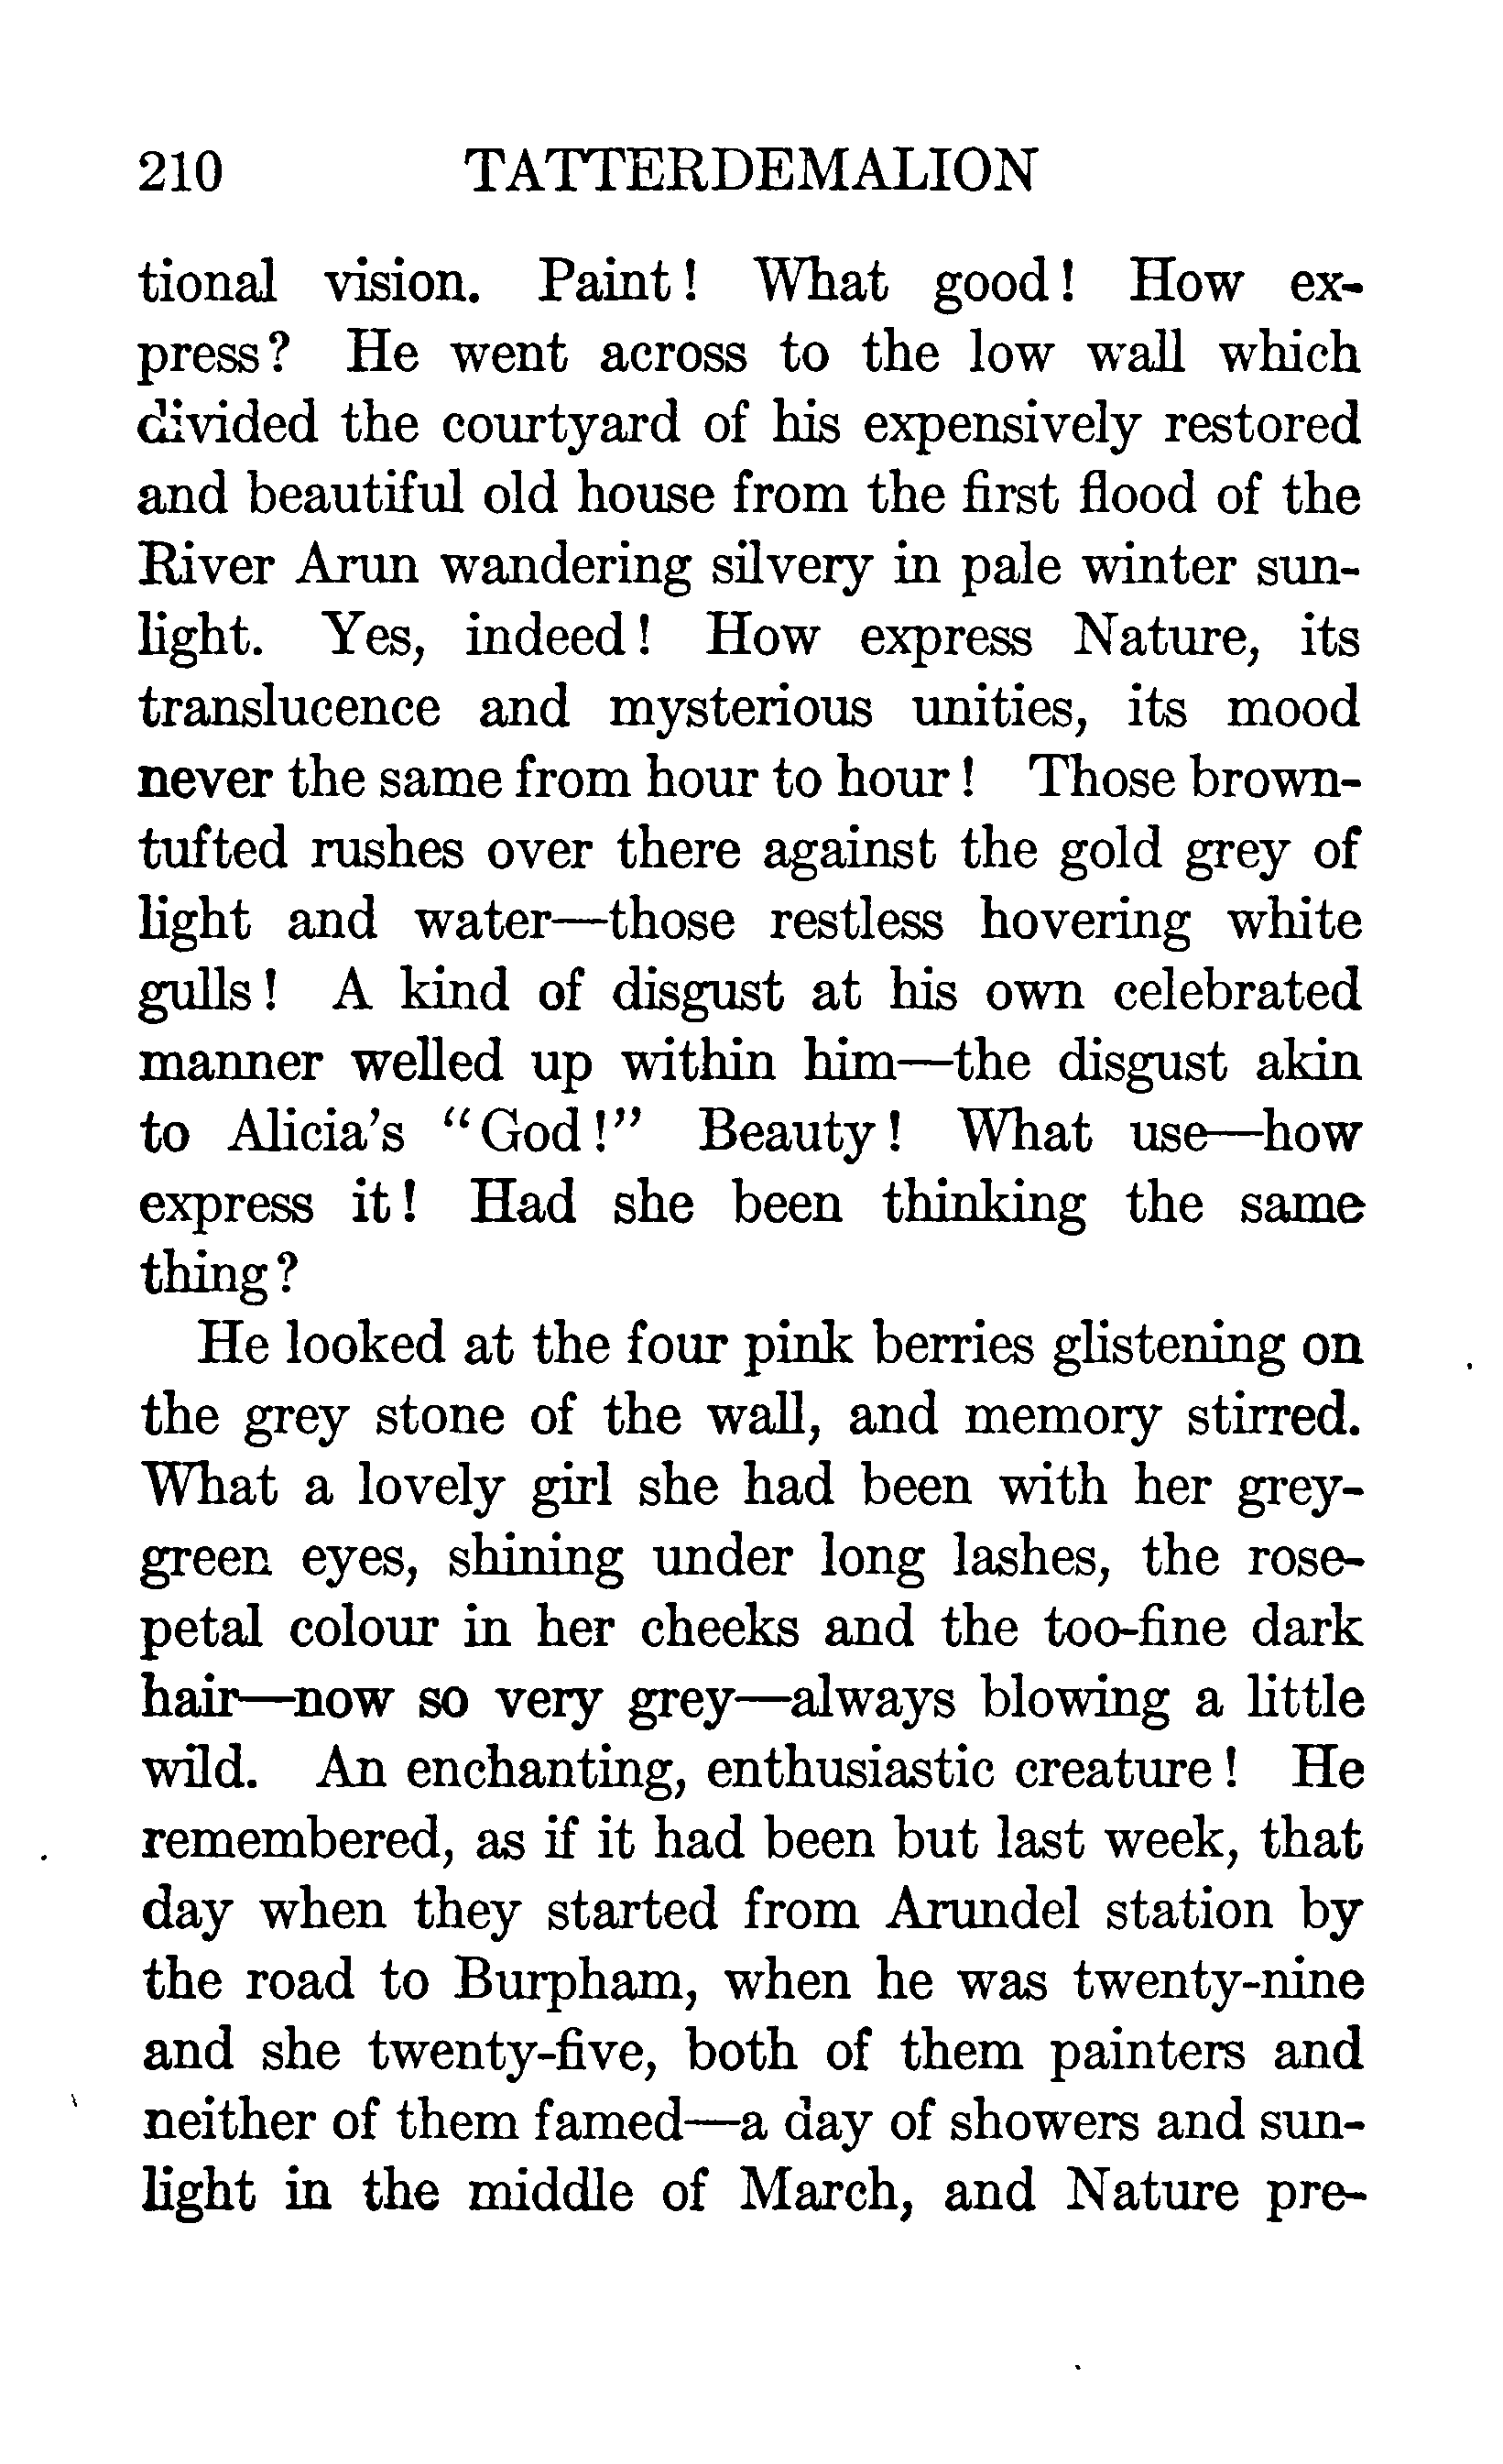 210 TATTERDEMALION
tional vision. Paint! What good! How ex-
press? He went across to the low wall which
divided the courtyard of his expensively restored
and beautiful old house from the first flood of the
River Arun wandering silvery in pale winter sun-
light. Yes, indeed! How express Nature, its
translucence and mysterious unities, its mood
never the same from hour to hour! Those brown-
tufted rushes over there against the gold grey of
light and water—those restless hovering white
gulls! A kind of disgust at his own celebrated
manner welled up within him—the disgust akin
to Alicia's "God!" Beauty! What use—how
express it! Had she been thinking the same
thing?
He looked at the four pink berries glistening on
the grey stone of the wall, and memory stirred.
What a lovely girl she had been with her grey-
green eyes, shining under long lashes, the rose-
petal colour in her cheeks and the too-fine dark
hair—now so very grey—always blowing a little
wild. An enchanting, enthusiastic creature! He
remembered, as if it had been but last week, that
day when they started from Arundel station by
the road to Burpham, when he was twenty-nine
and she twenty-five, both of them painters and
neither of them famed—a day of showers and sun-
light in the middle of March, and Nature pre-